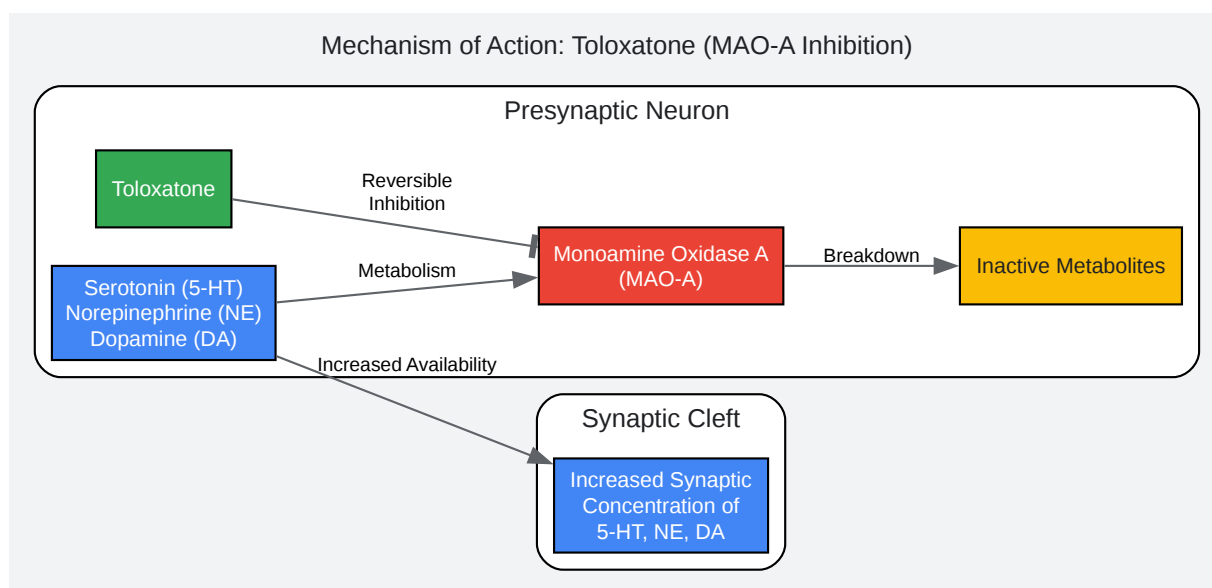 Mechanism of Action: Toloxatone (MAO-A Inhibition)
Presynaptic Neuron
Toloxatone
Reversible
Inhibition
Serotonin (5-HT)
Norepinephrine (NE)
Dopamine (DA)
Metabolism
Monoamine Oxidase A
(MAO-A)
Breakdown
Inactive Metabolites
Increased Availability
Synaptic Cleft
Increased Synaptic
Concentration of
5-HT, NE, DA